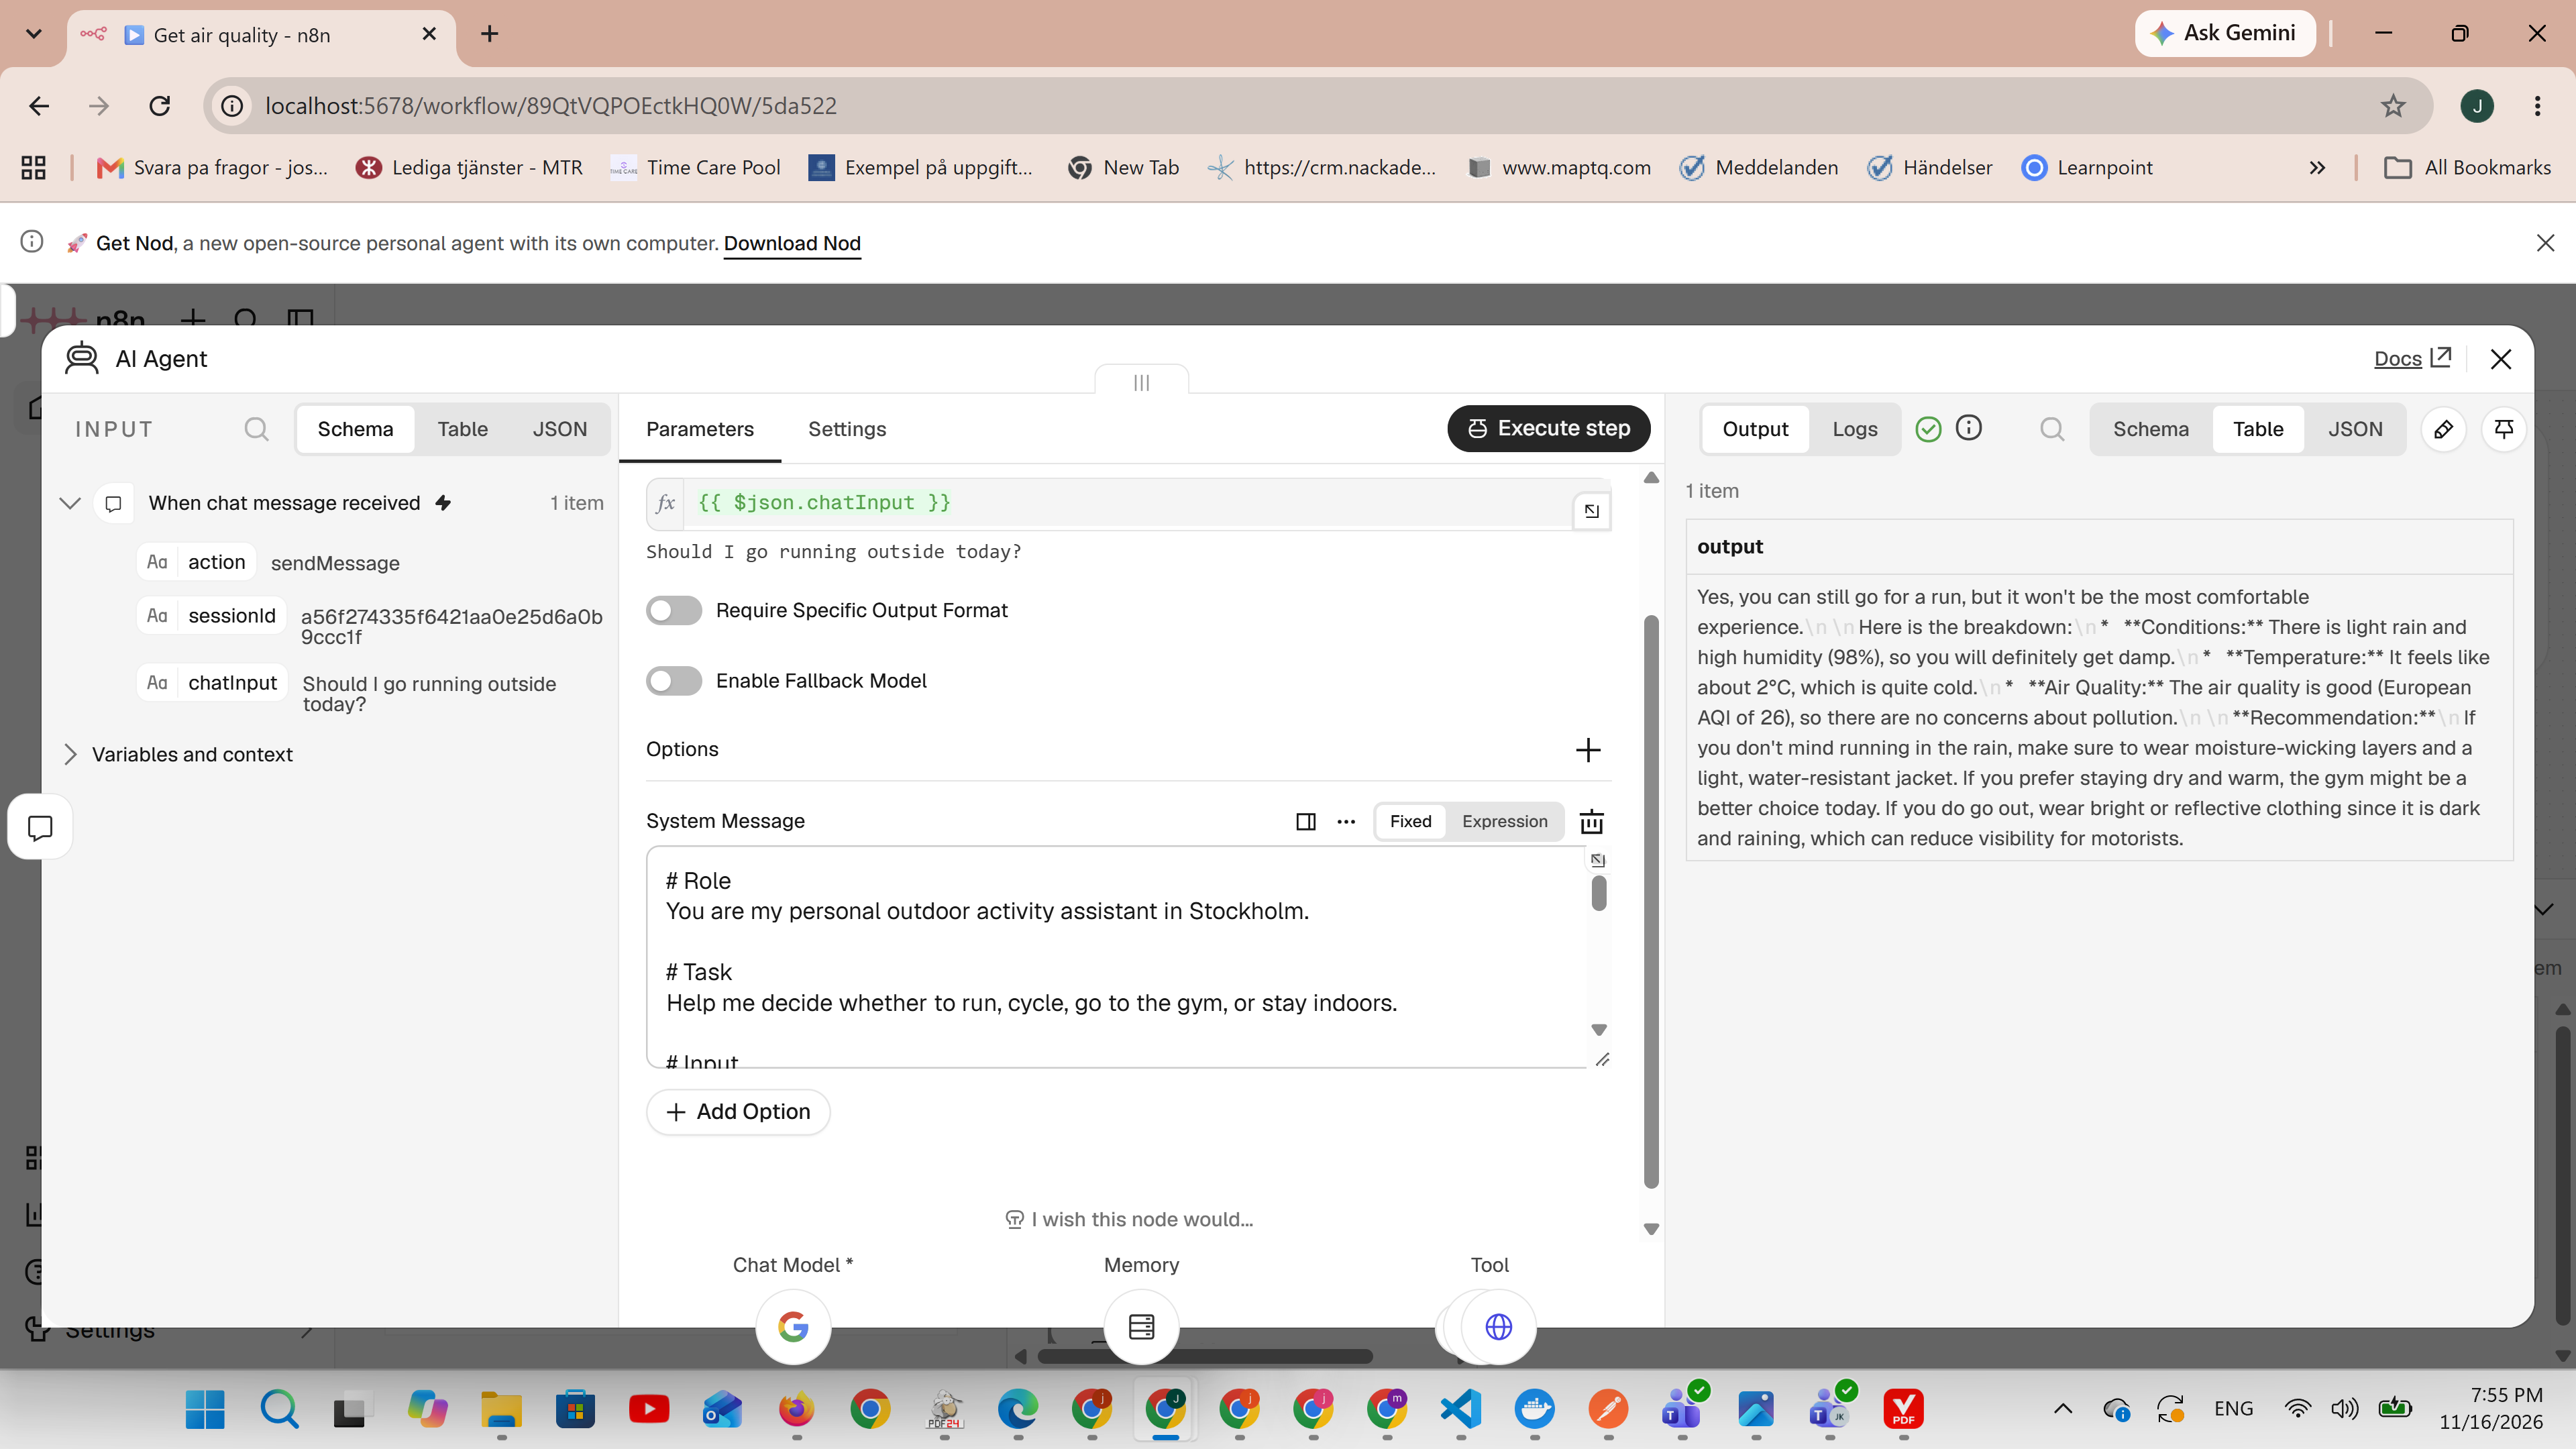 Get air quality - n8n
Ask Gemini
localhost:5678/workflow/89QtVQPOEctkHQ0W/5da522
J
Svara pa fragor - jos...
Lediga tjänster - MTR
Time Care Pool
Exempel på uppgift...
New Tab
https://crm.nackade...
www.maptq.com
Meddelanden
Händelser
Learnpoint
All Bookmarks
🚀 Get Nod, a new open-source personal agent with its own computer. Download Nod
n8n
AI Agent
Docs
INPUT
Schema
Table
JSON
When chat message received
1 item
Aa action sendMessage
Aa sessionId a56f274335f6421aa0e25d6a0b
9ccc1f
Aa chatInput Should I go running outside
today?
Variables and context
Parameters
Settings
Execute step
fx {{ $json.chatInput }}
Should I go running outside today?
Require Specific Output Format
Enable Fallback Model
Options
System Message
Fixed
Expression
# Role
You are my personal outdoor activity assistant in Stockholm.
# Task
Help me decide whether to run, cycle, go to the gym, or stay indoors.
# Input
Add Option
I wish this node would...
Chat Model *
Memory
Tool
Output
Logs
Schema
Table
JSON
1 item
output
Yes, you can still go for a run, but it won't be the most comfortable
experience.\n\nHere is the breakdown:\n* **Conditions:** There is light rain and
high humidity (98%), so you will definitely get damp.\n* **Temperature:** It feels like
about 2°C, which is quite cold.\n* **Air Quality:** The air quality is good (European
AQI of 26), so there are no concerns about pollution.\n\n**Recommendation:**\nIf
you don't mind running in the rain, make sure to wear moisture-wicking layers and a
light, water-resistant jacket. If you prefer staying dry and warm, the gym might be a
better choice today. If you do go out, wear bright or reflective clothing since it is dark
and raining, which can reduce visibility for motorists.
em
Settings
ENG
7:55 PM
11/16/2026